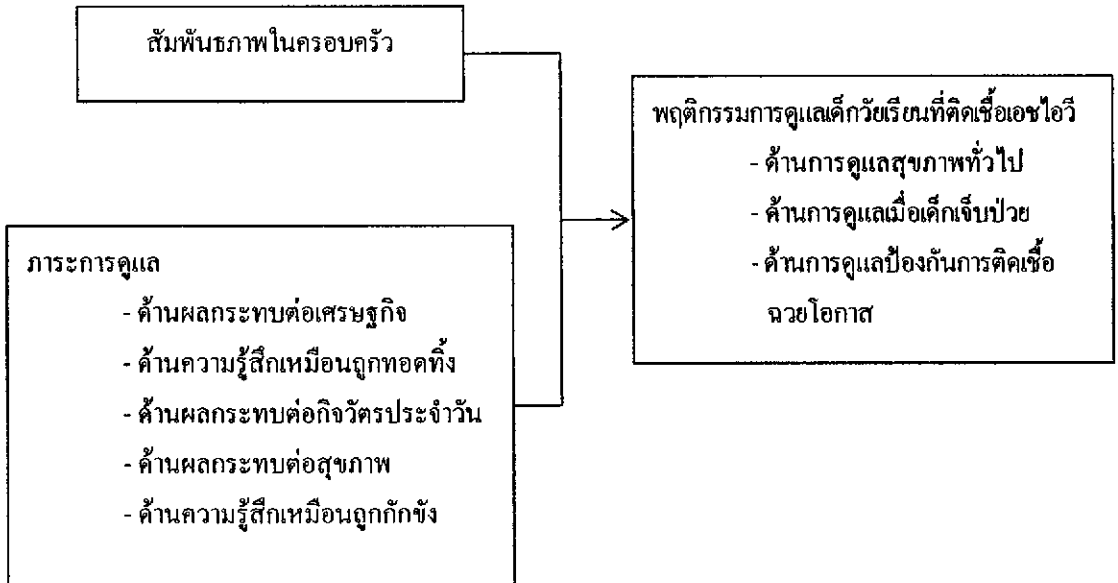 สัมพันธภาพในครอบครัว
ภาระการดูแล
- ด้านผลกระทบต่อเศรษฐกิจ
- ด้านความรู้สึกเหมือนถูกทอดทิ้ง
- ด้านผลกระทบต่อกิจวัตรประจำวัน
- ด้านผลกระทบต่อสุขภาพ
- ด้านความรู้สึกเหมือนถูกกักขัง
พฤติกรรมการดูแลเด็กวัยเรียนที่ติดเชื้อเอชไอวี
- ด้านการดูแลสุขภาพทั่วไป
- ด้านการดูแลเมื่อเด็กเจ็บป่วย
- ด้านการดูแลป้องกันการติดเชื้อ
ฉวยโอกาส